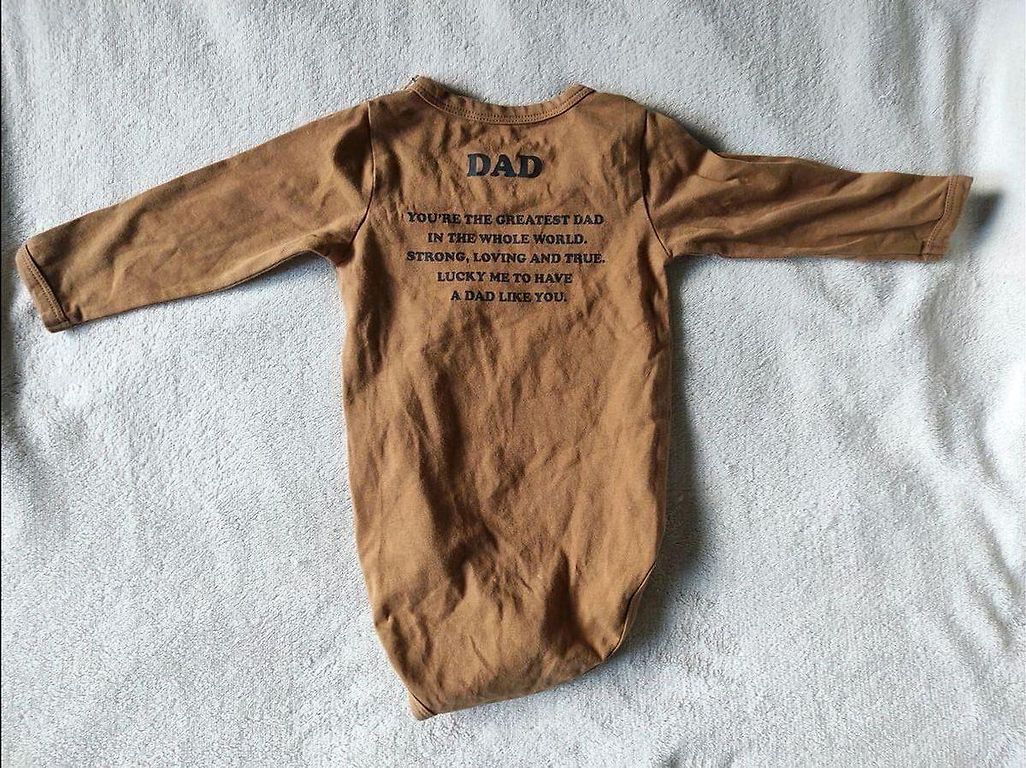 DAD
YOU'RE THE GREATEST DAD
IN THE WHOLE WORLD.
STRONG, LOVING AND TRUE.
LUCKY ME TO HAVE
A DAD LIKE YOU.